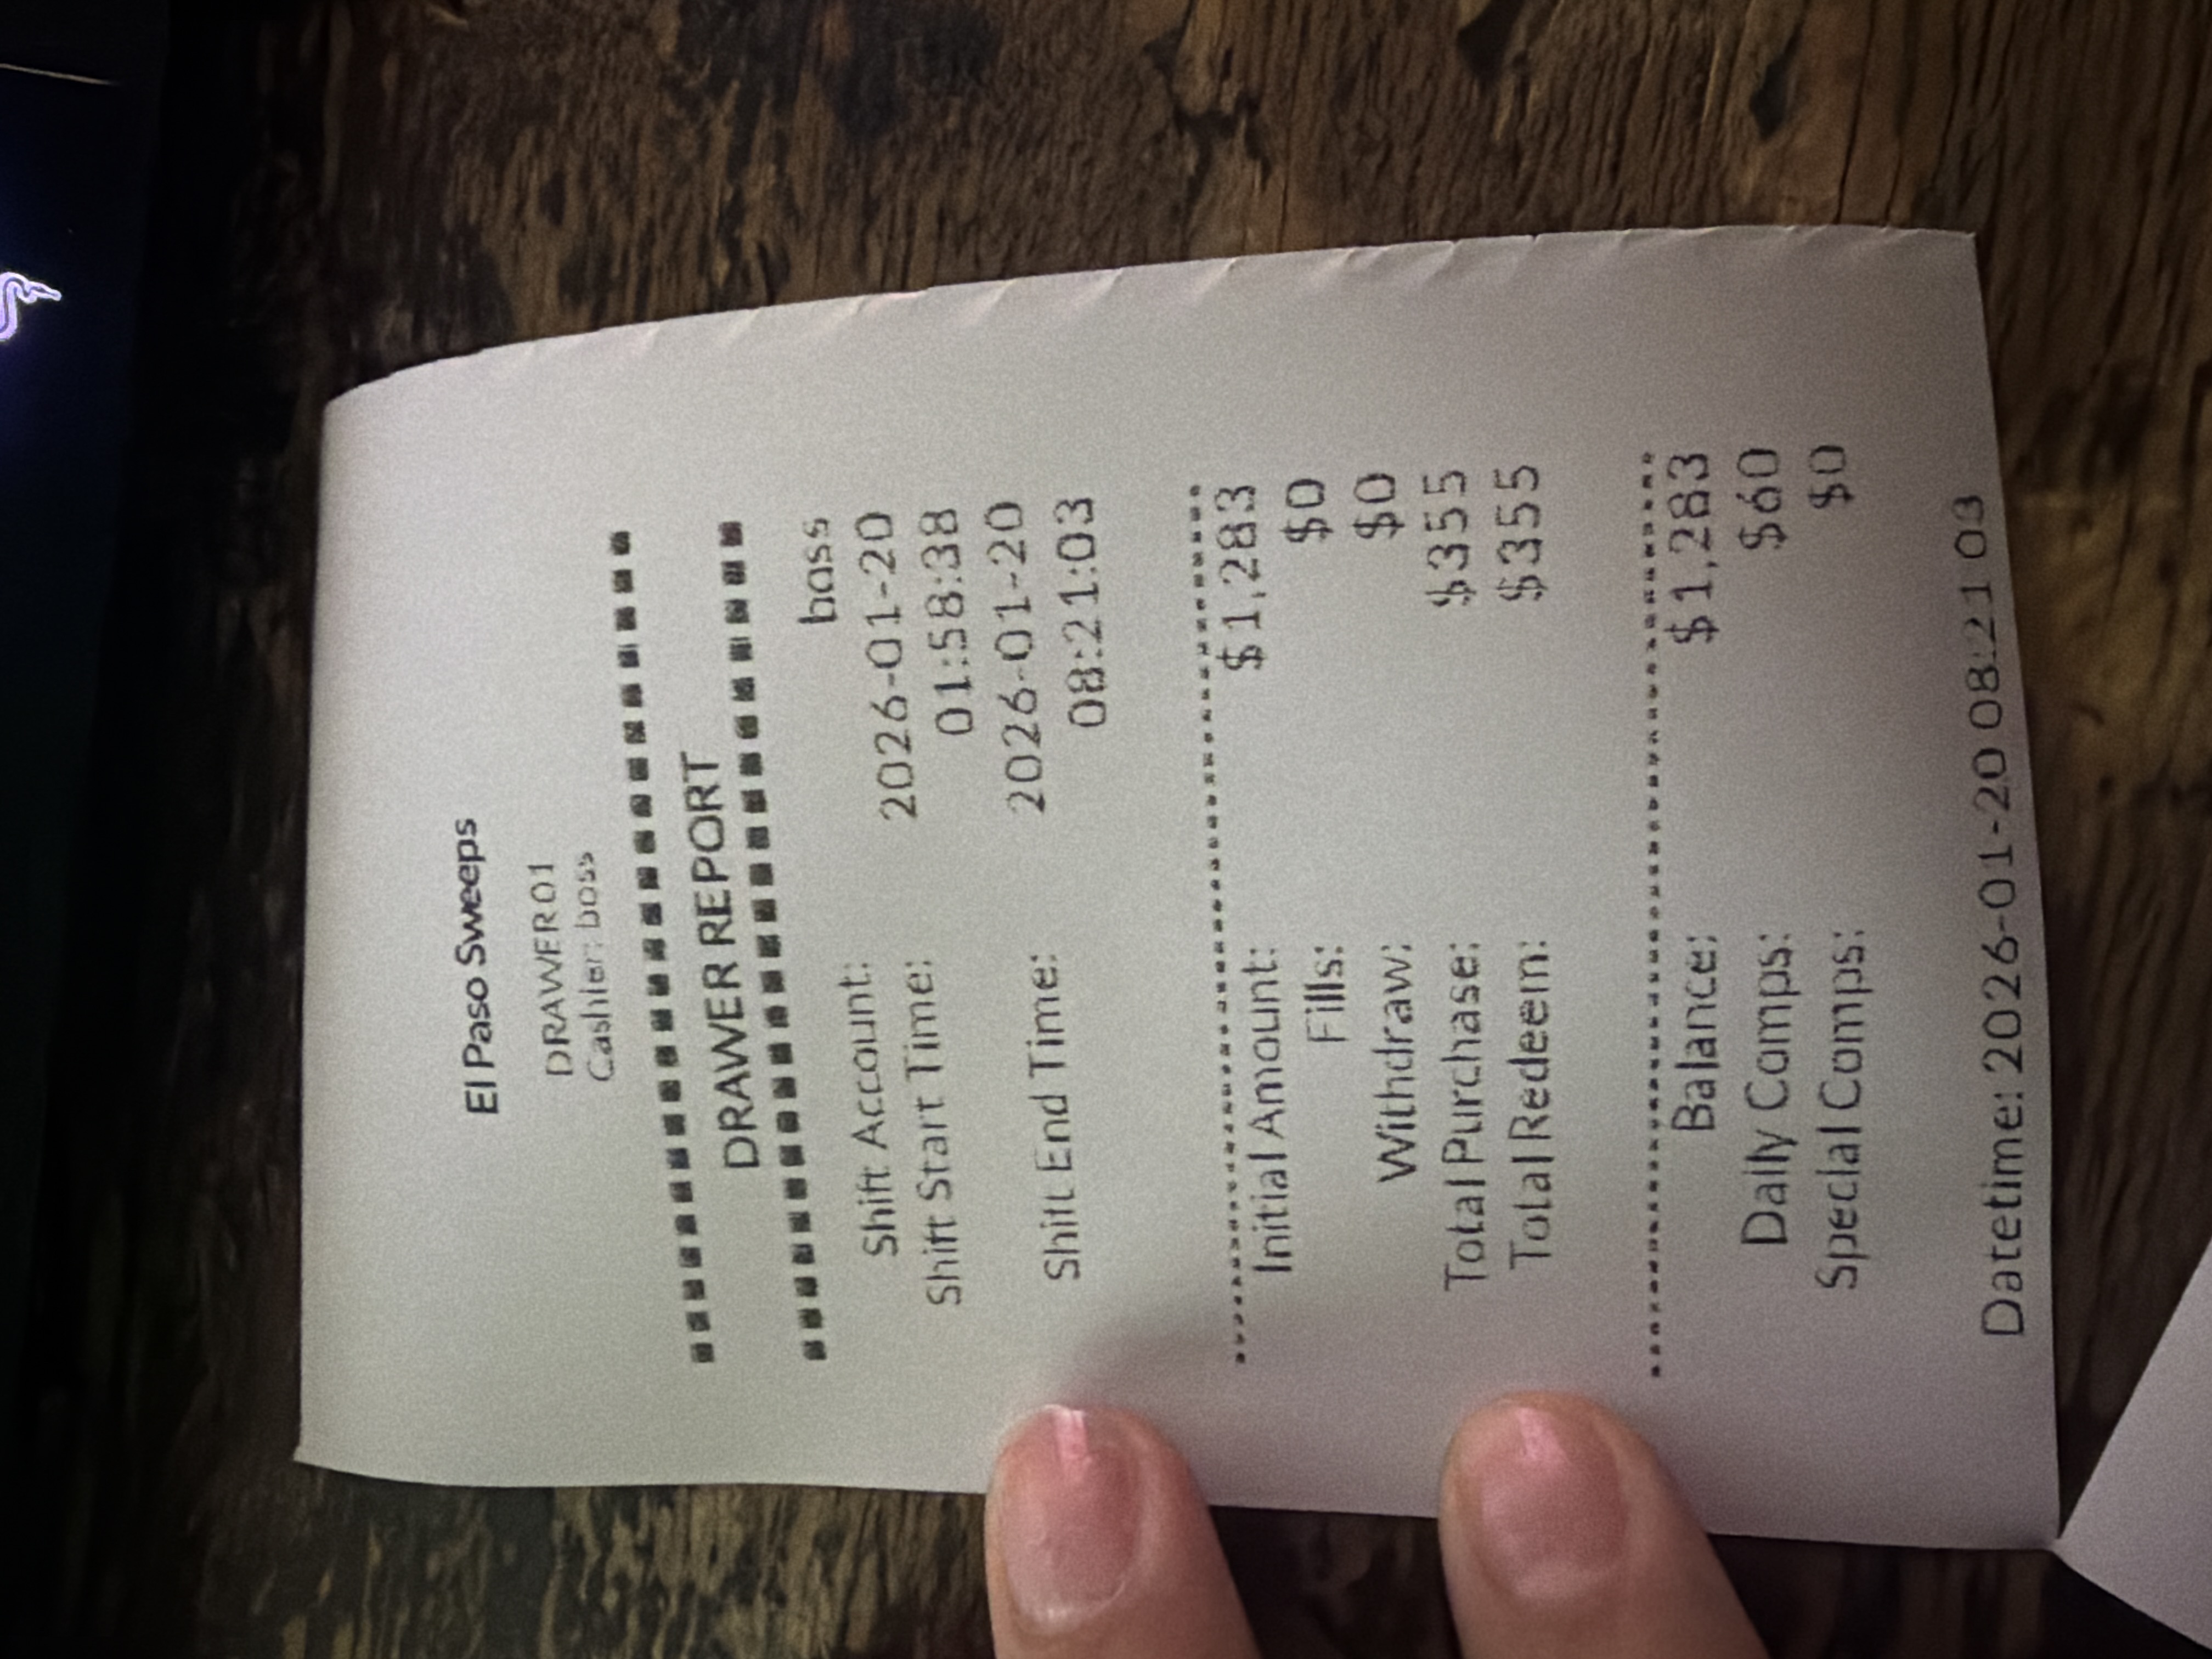 El Paso Sweeps
DRAWER01
Cashier: boss
DRAWER REPORT
Shift Account: boss
Shift Start Time: 2026-01-20
01:58:38
Shift End Time: 2026-01-20
08:21:03
Initial Amount: $1,283
Fills: $0
Withdraw: $0
Total Purchase: $355
Total Redeem: $355
Balance: $1,283
Daily Comps: $60
Special Comps: $0
Datetime: 2026-01-20 08:21:03